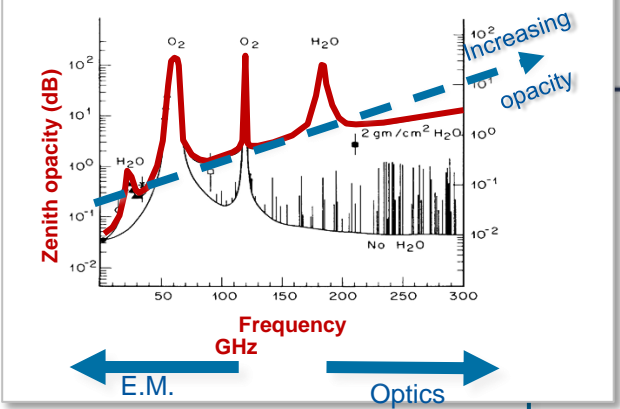 O2 O2 H2O
Increasing
opacity
Zenith opacity (dB)
10^2
10^1
10^0
10^-1
10^-2
H2O
10^2
10^1
10^0
10^-1
10^-2
2 gm/cm^2 H2O
No H2O
50 100 150 200 250 300
Frequency
GHz
E.M.
Optics